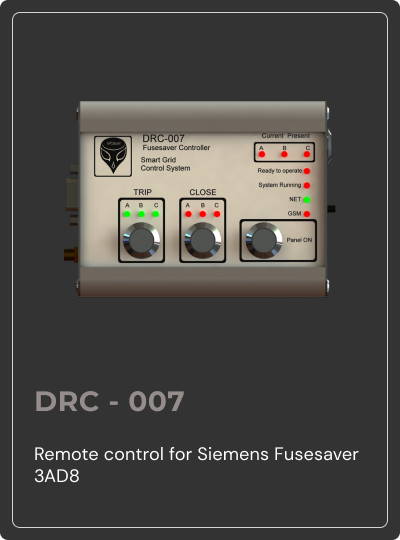 DRC-007
Fusesaver Controller
Smart Grid
Control System
Current Present
A B C
Ready to operate
System Running
NET
GSM
TRIP
A B C
CLOSE
A B C
Panel ON
DRC - 007
Remote control for Siemens Fusesaver
3AD8